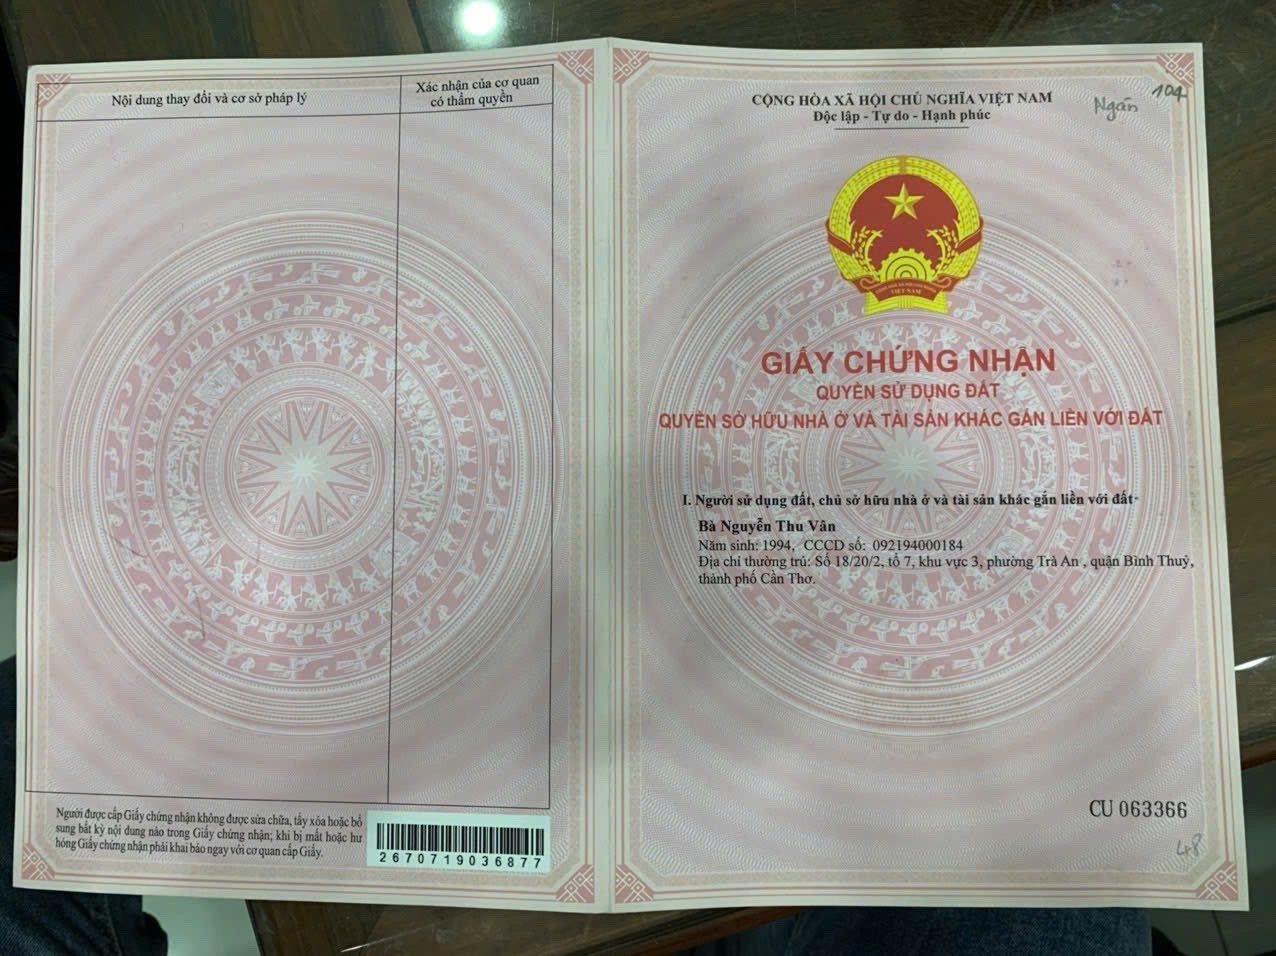 Nội dung thay đổi và cơ sở pháp lý
Xác nhận của cơ quan
có thẩm quyền
Người được cấp Giấy chứng nhận không được sửa chữa, tẩy xóa hoặc bổ
sung bất kỳ nội dung nào trong Giấy chứng nhận; khi bị mất hoặc hư
hỏng Giấy chứng nhận phải khai báo ngay với cơ quan cấp Giấy.
2670719036877
CỘNG HÒA XÃ HỘI CHỦ NGHĨA VIỆT NAM
Độc lập - Tự do - Hạnh phúc
Ngân 104
VIỆT NAM
GIẤY CHỨNG NHẬN
QUYỀN SỬ DỤNG ĐẤT
QUYỀN SỞ HỮU NHÀ Ở VÀ TÀI SẢN KHÁC GẮN LIỀN VỚI ĐẤT
I. Người sử dụng đất, chủ sở hữu nhà ở và tài sản khác gắn liền với đất
Bà Nguyễn Thu Vân
Năm sinh: 1994, CCCD số: 092194000184
Địa chỉ thường trú: Số 18/20/2, tổ 7, khu vực 3, phường Trà An , quận Bình Thuỷ,
thành phố Cần Thơ.
CU 063366
48